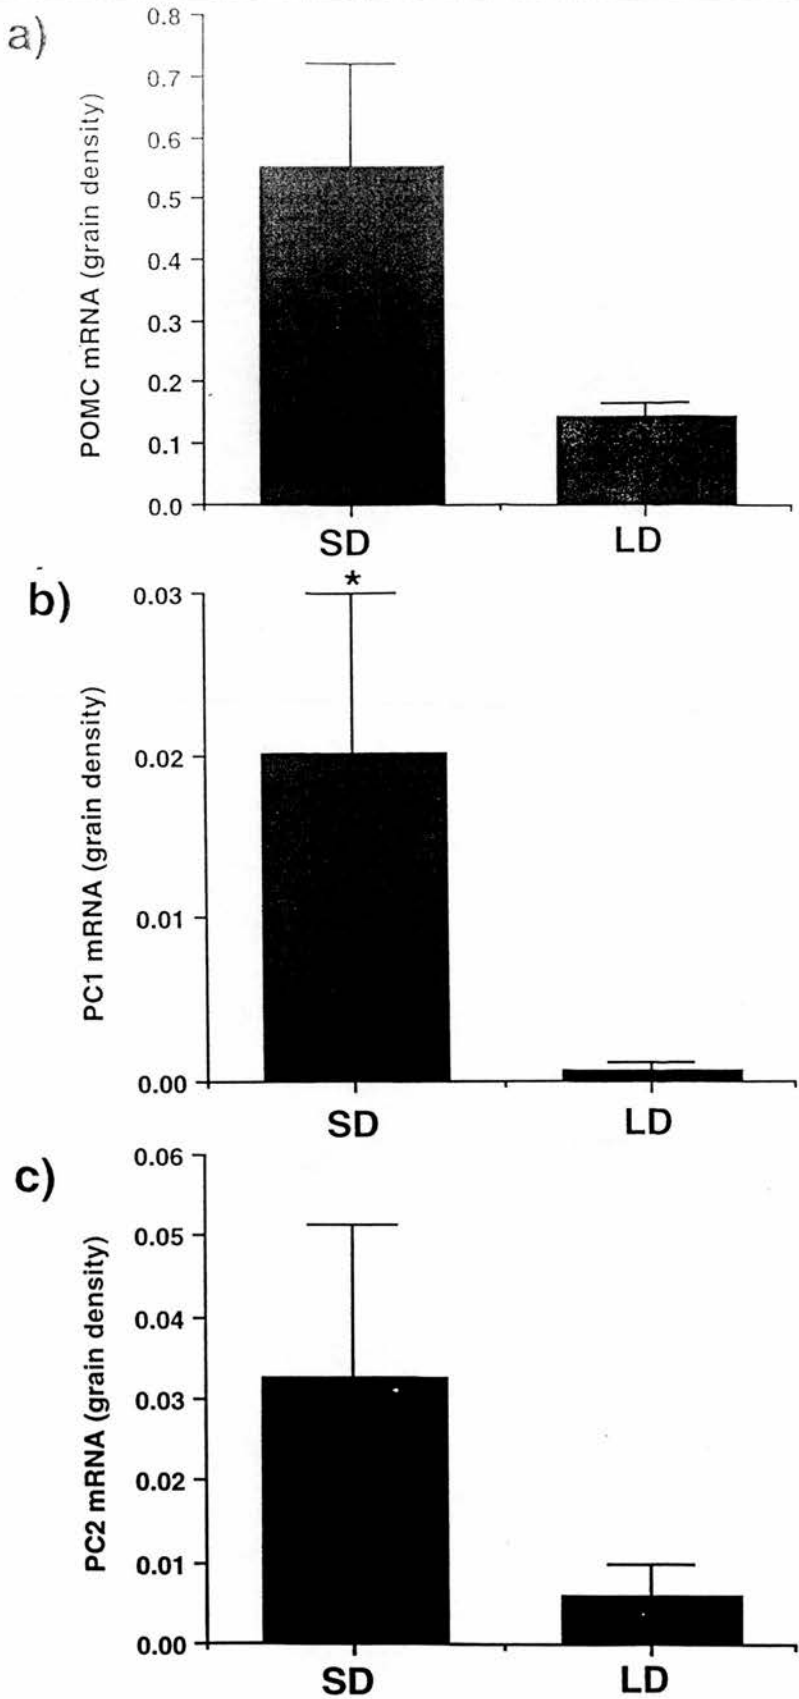 a)
POMC mRNA (grain density)
0.8
0.7
0.6
0.5
0.4
0.3
0.2
0.1
0.0
SD LD
b)
*
PC1 mRNA (grain density)
0.03
0.02
0.01
0.00
SD LD
c)
PC2 mRNA (grain density)
0.06
0.05
0.04
0.03
0.02
0.01
0.00
SD LD